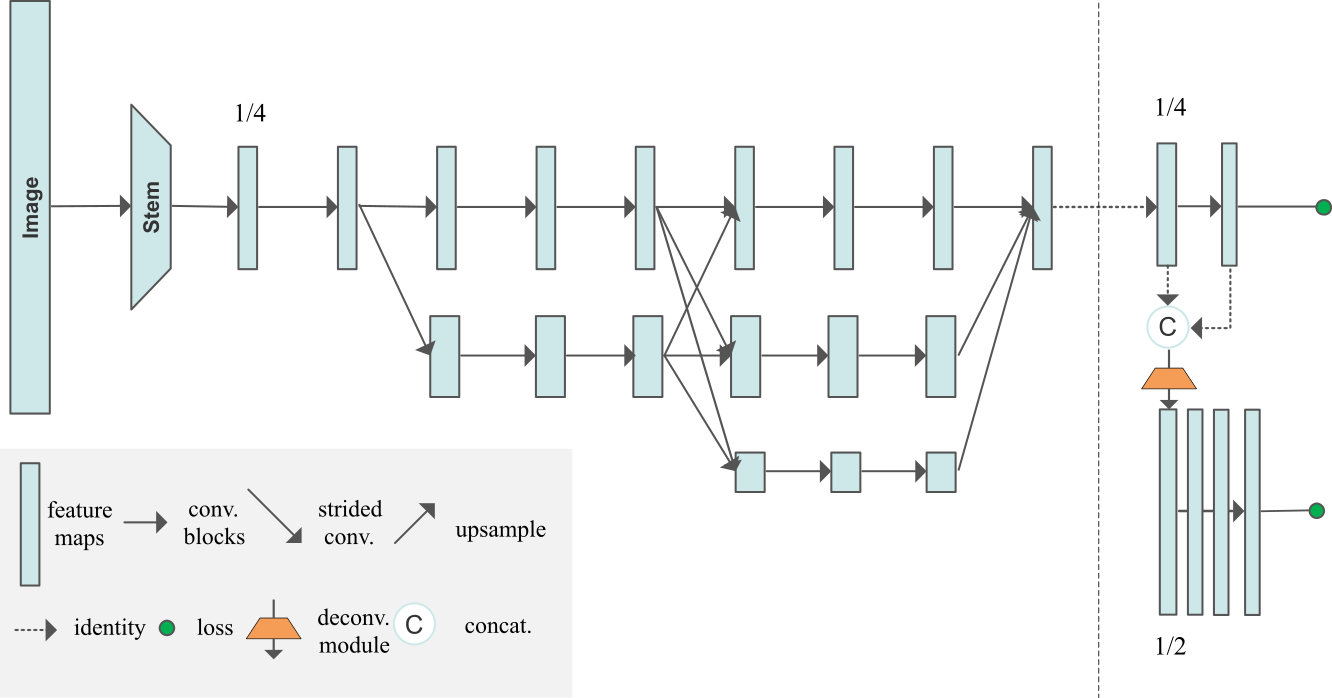 Image
Stem
1/4
1/4
C
1/2
feature
maps
conv.
blocks
strided
conv.
upsample
identity
loss
deconv.
module
C
concat.